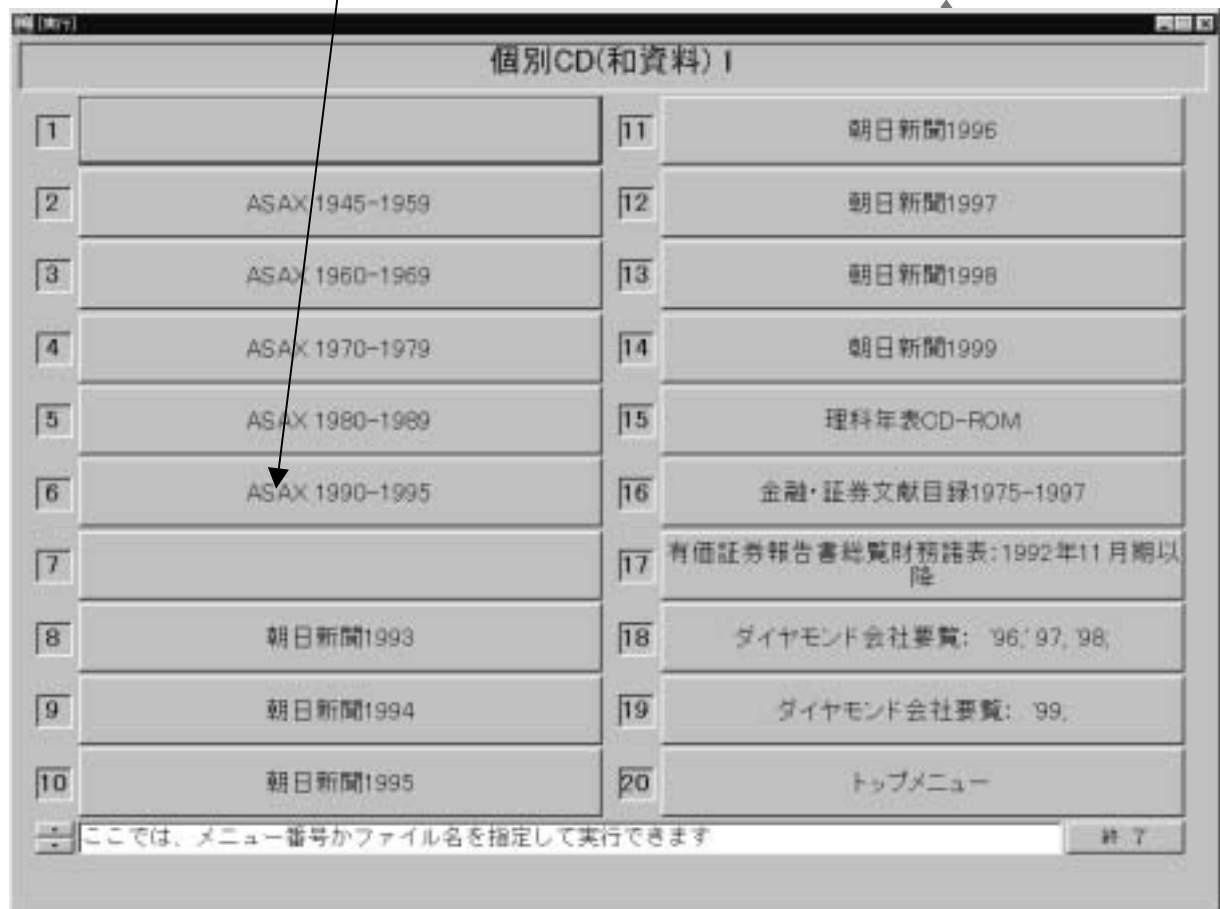 [実行]
個別CD(和資料) I
1
2 ASAX 1945-1959
3 ASAX 1960-1969
4 ASAX 1970-1979
5 ASAX 1980-1989
6 ASAX 1990-1995
7
8 朝日新聞1993
9 朝日新聞1994
10 朝日新聞1995
11 朝日新聞1996
12 朝日新聞1997
13 朝日新聞1998
14 朝日新聞1999
15 理科年表CD-ROM
16 金融・証券文献目録1975-1997
17 有価証券報告書総覧財務諸表:1992年11月期以
降
18 ダイヤモンド会社要覧: '96,'97,'98,
19 ダイヤモンド会社要覧: '99,
20 トップメニュー
ここでは、メニュー番号かファイル名を指定して実行できます
終 了